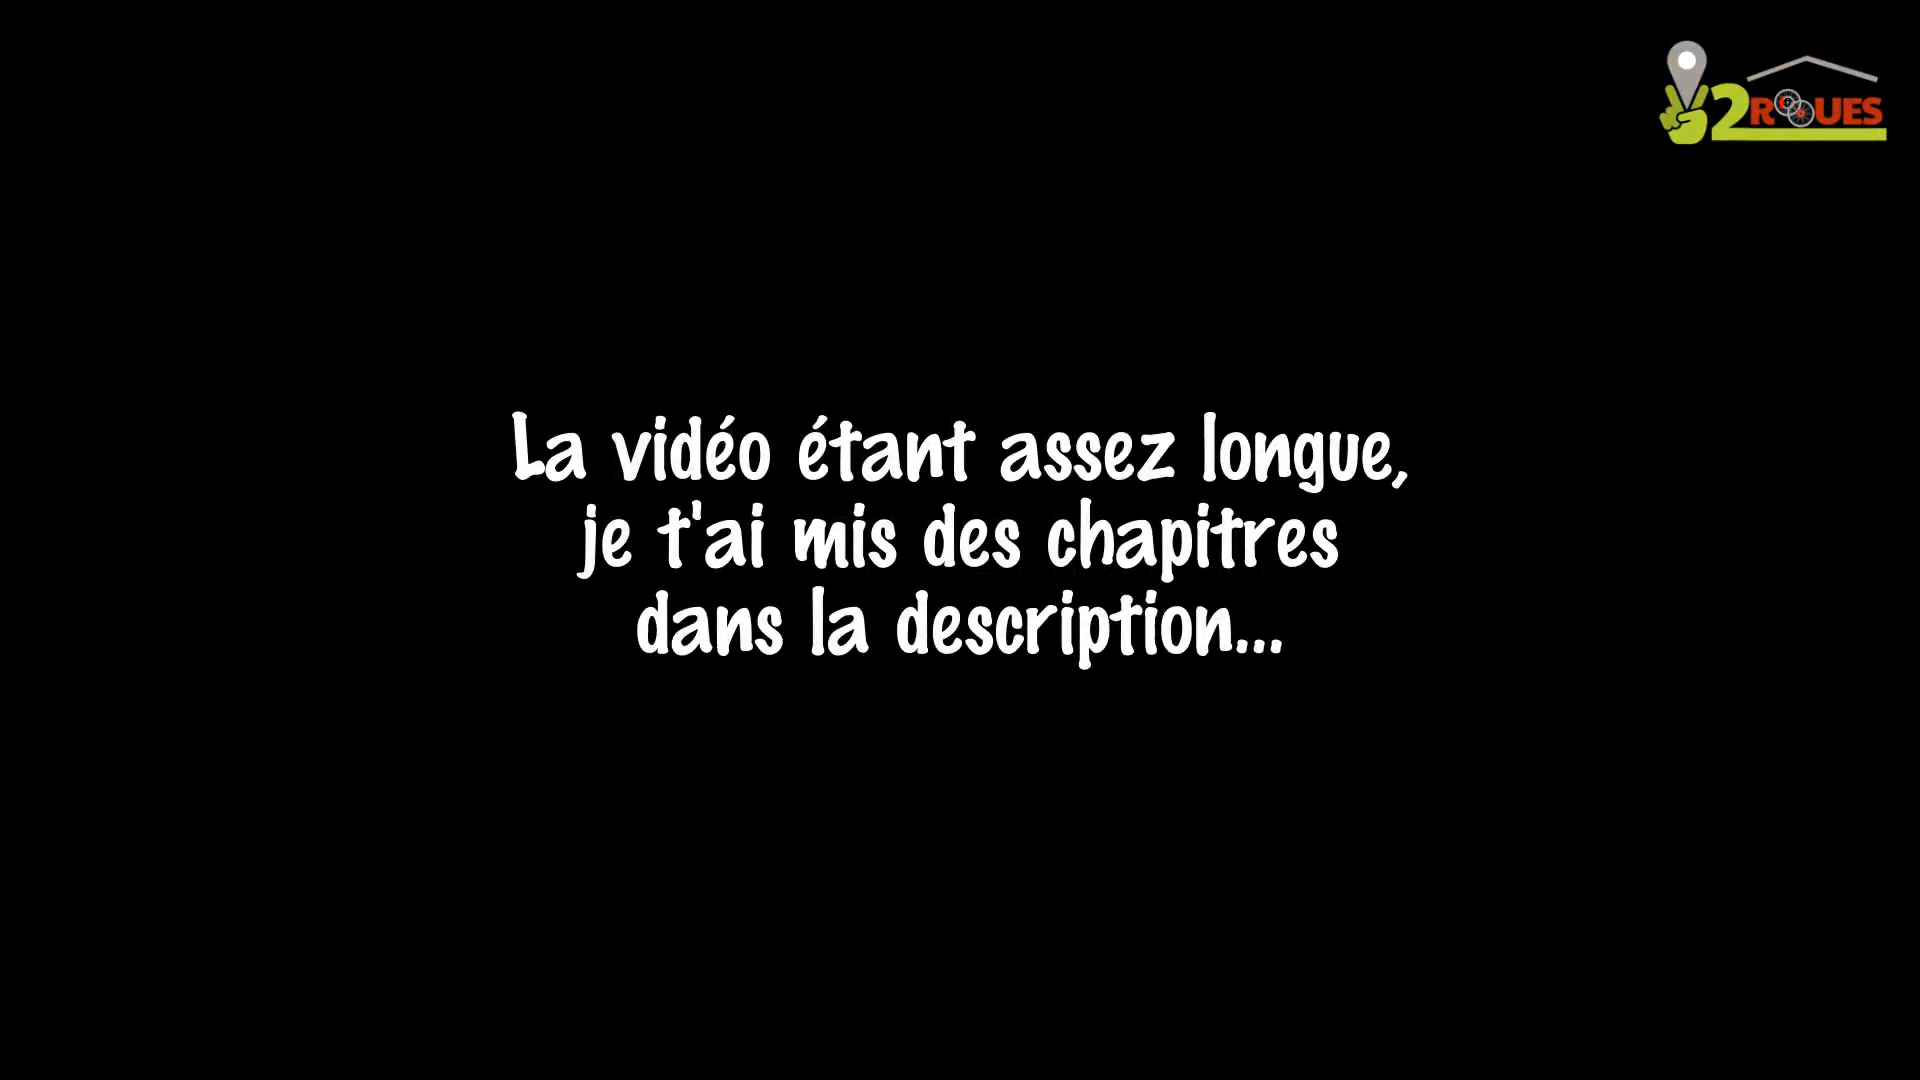 2ROUES
La vidéo étant assez longue,
je t'ai mis des chapitres
dans la description...